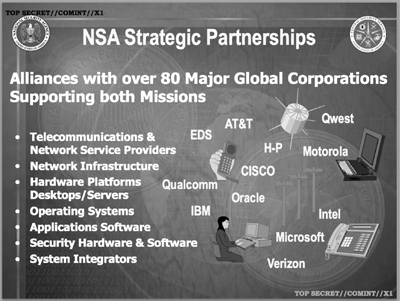 TOP SECRET//COMINT//X1
NSA Strategic Partnerships
Alliances with over 80 Major Global Corporations
Supporting both Missions
• Telecommunications &
Network Service Providers
• Network Infrastructure
• Hardware Platforms
Desktops/Servers
• Operating Systems
• Applications Software
• Security Hardware & Software
• System Integrators
EDS
AT&T
Qwest
H-P
Motorola
CISCO
Qualcomm
Oracle
IBM
Intel
Microsoft
Verizon
TOP SECRET//COMINT//X1